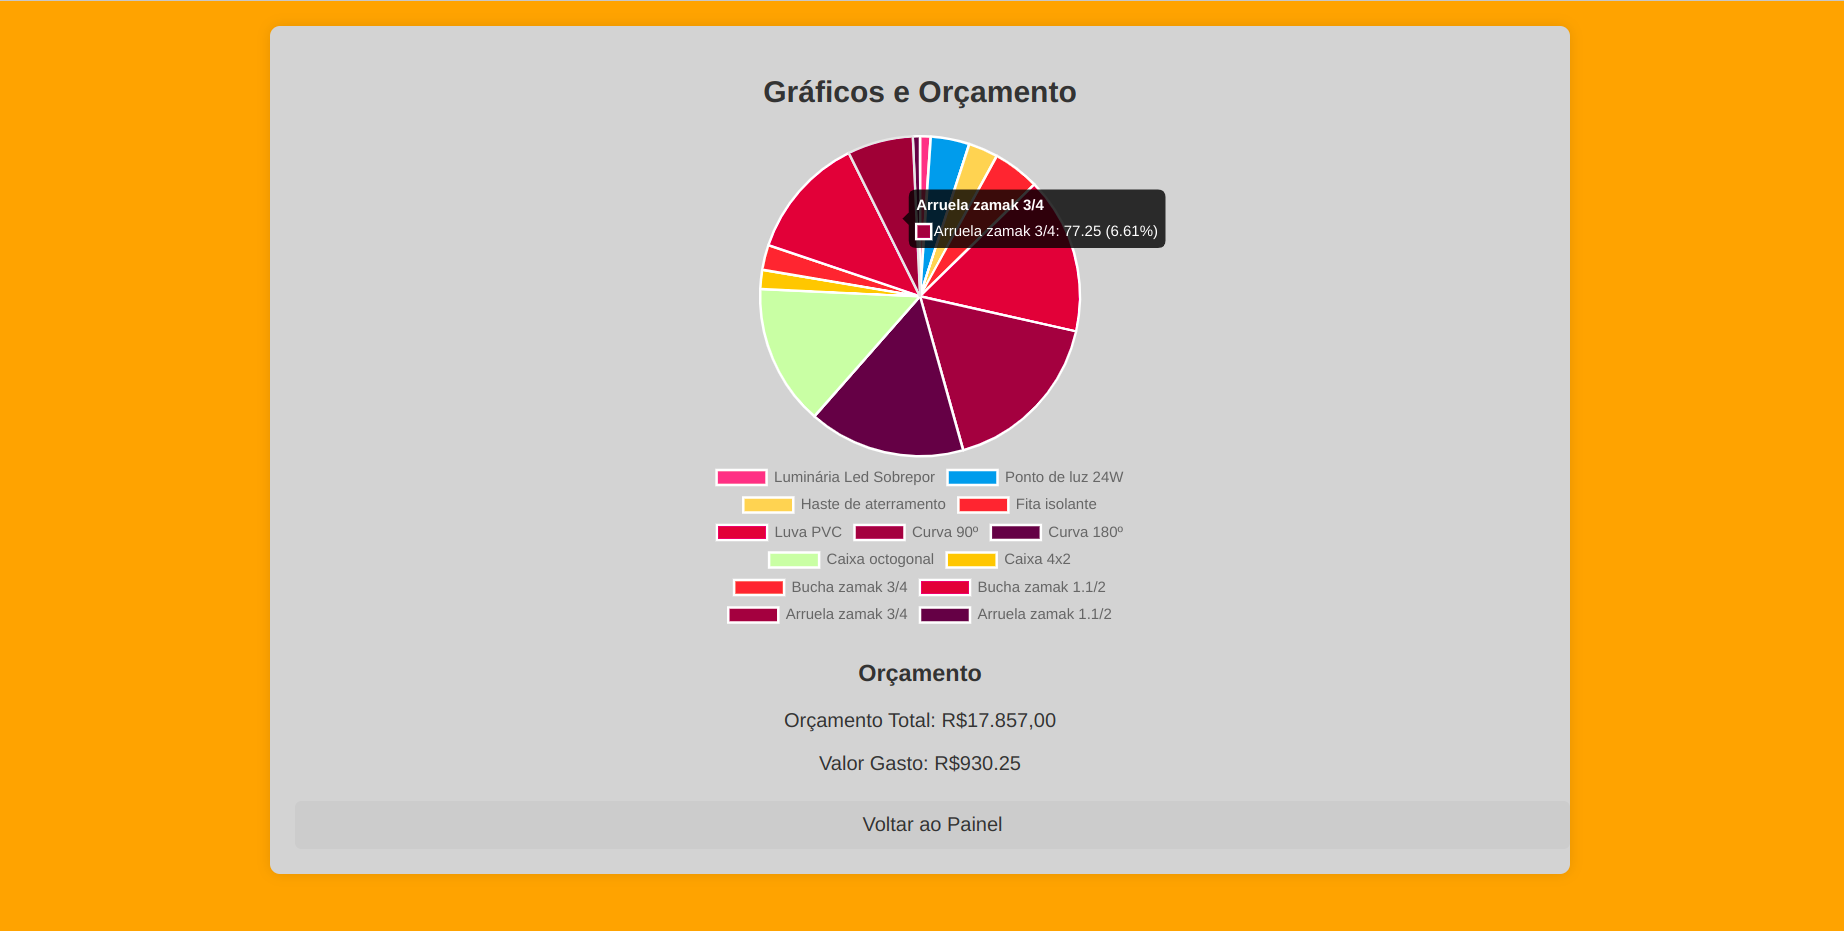 Gráficos e Orçamento
Arruela zamak 3/4
Arruela zamak 3/4: 77.25 (6.61%)
Luminária Led Sobrepor Ponto de luz 24W
Haste de aterramento Fita isolante
Luva PVC Curva 90º Curva 180º
Caixa octogonal Caixa 4x2
Bucha zamak 3/4 Bucha zamak 1.1/2
Arruela zamak 3/4 Arruela zamak 1.1/2
Orçamento
Orçamento Total: R$17.857,00
Valor Gasto: R$930.25
Voltar ao Painel